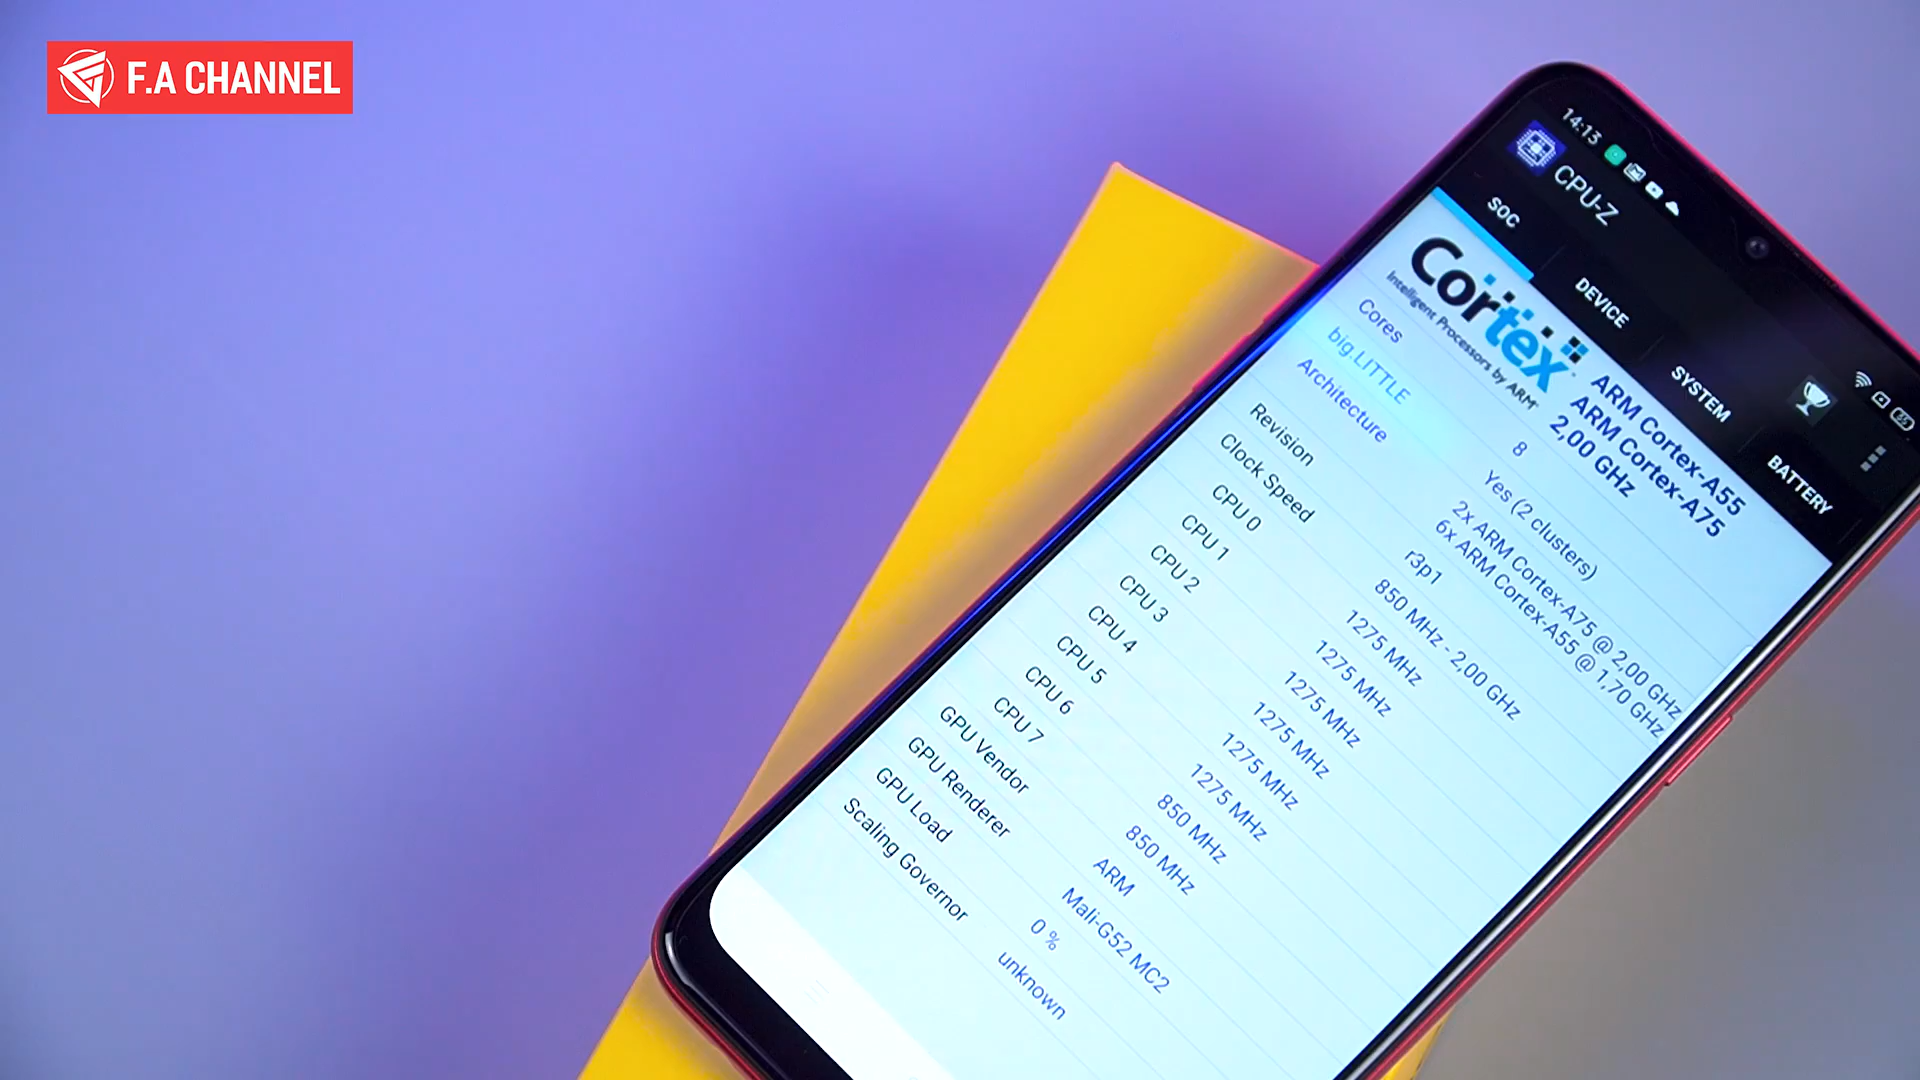 F.A CHANNEL
14:13
CPU-Z
SOC
DEVICE
SYSTEM
BATTERY
Cortex
Intelligent Processors by ARM
ARM Cortex-A55
ARM Cortex-A75
2,00 GHz
Cores 8
big.LITTLE Yes (2 clusters)
Architecture 2x ARM Cortex-A75 @ 2,00 GHz
6x ARM Cortex-A55 @ 1,70 GHz
Revision r3p1
Clock Speed 850 MHz - 2,00 GHz
CPU 0 1275 MHz
CPU 1 1275 MHz
CPU 2 1275 MHz
CPU 3 1275 MHz
CPU 4 1275 MHz
CPU 5 1275 MHz
CPU 6 850 MHz
CPU 7 850 MHz
GPU Vendor ARM
GPU Renderer Mali-G52 MC2
GPU Load 0 %
Scaling Governor unknown